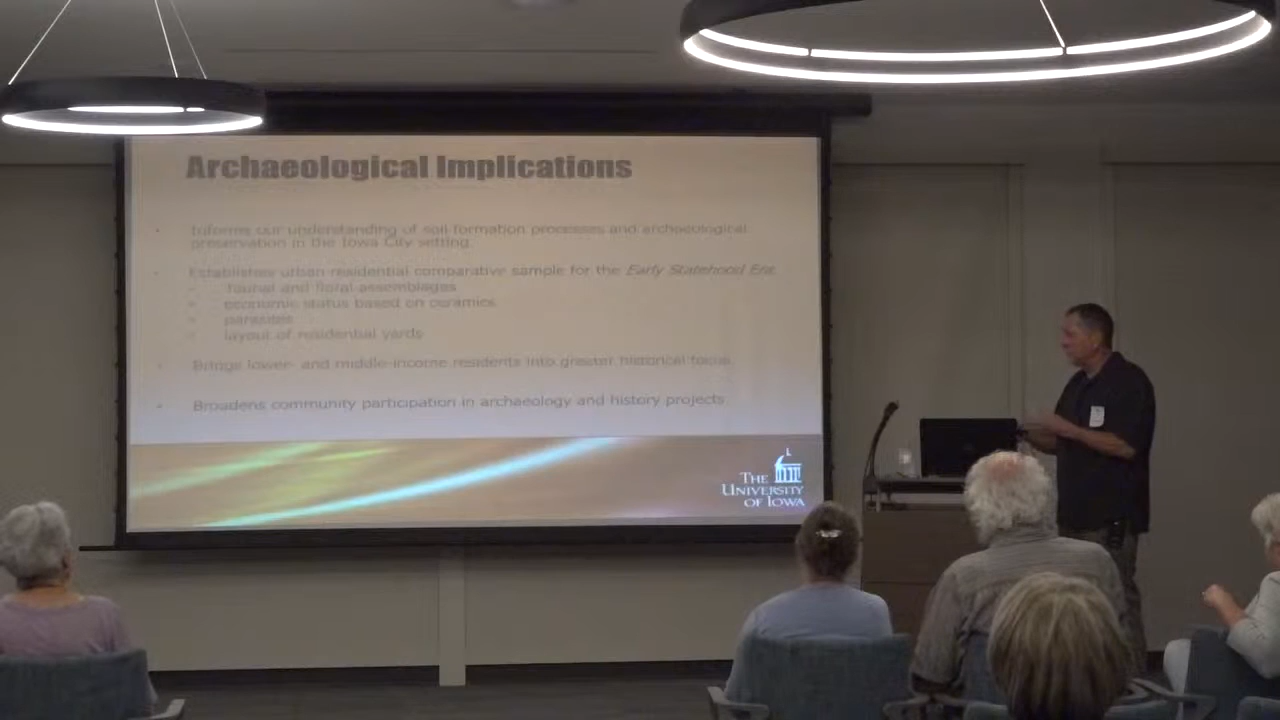 Archaeological Implications
Informs our understanding of soil formation processes and archaeological
preservation in the Iowa City setting.
Establishes urban residential comparative sample for the Early Statehood Era
faunal and floral assemblages
economic status based on ceramics
parasites
layout of residential yards
Brings lower- and middle-income residents into greater historical focus.
Broadens community participation in archaeology and history projects
THE
UNIVERSITY
OF IOWA